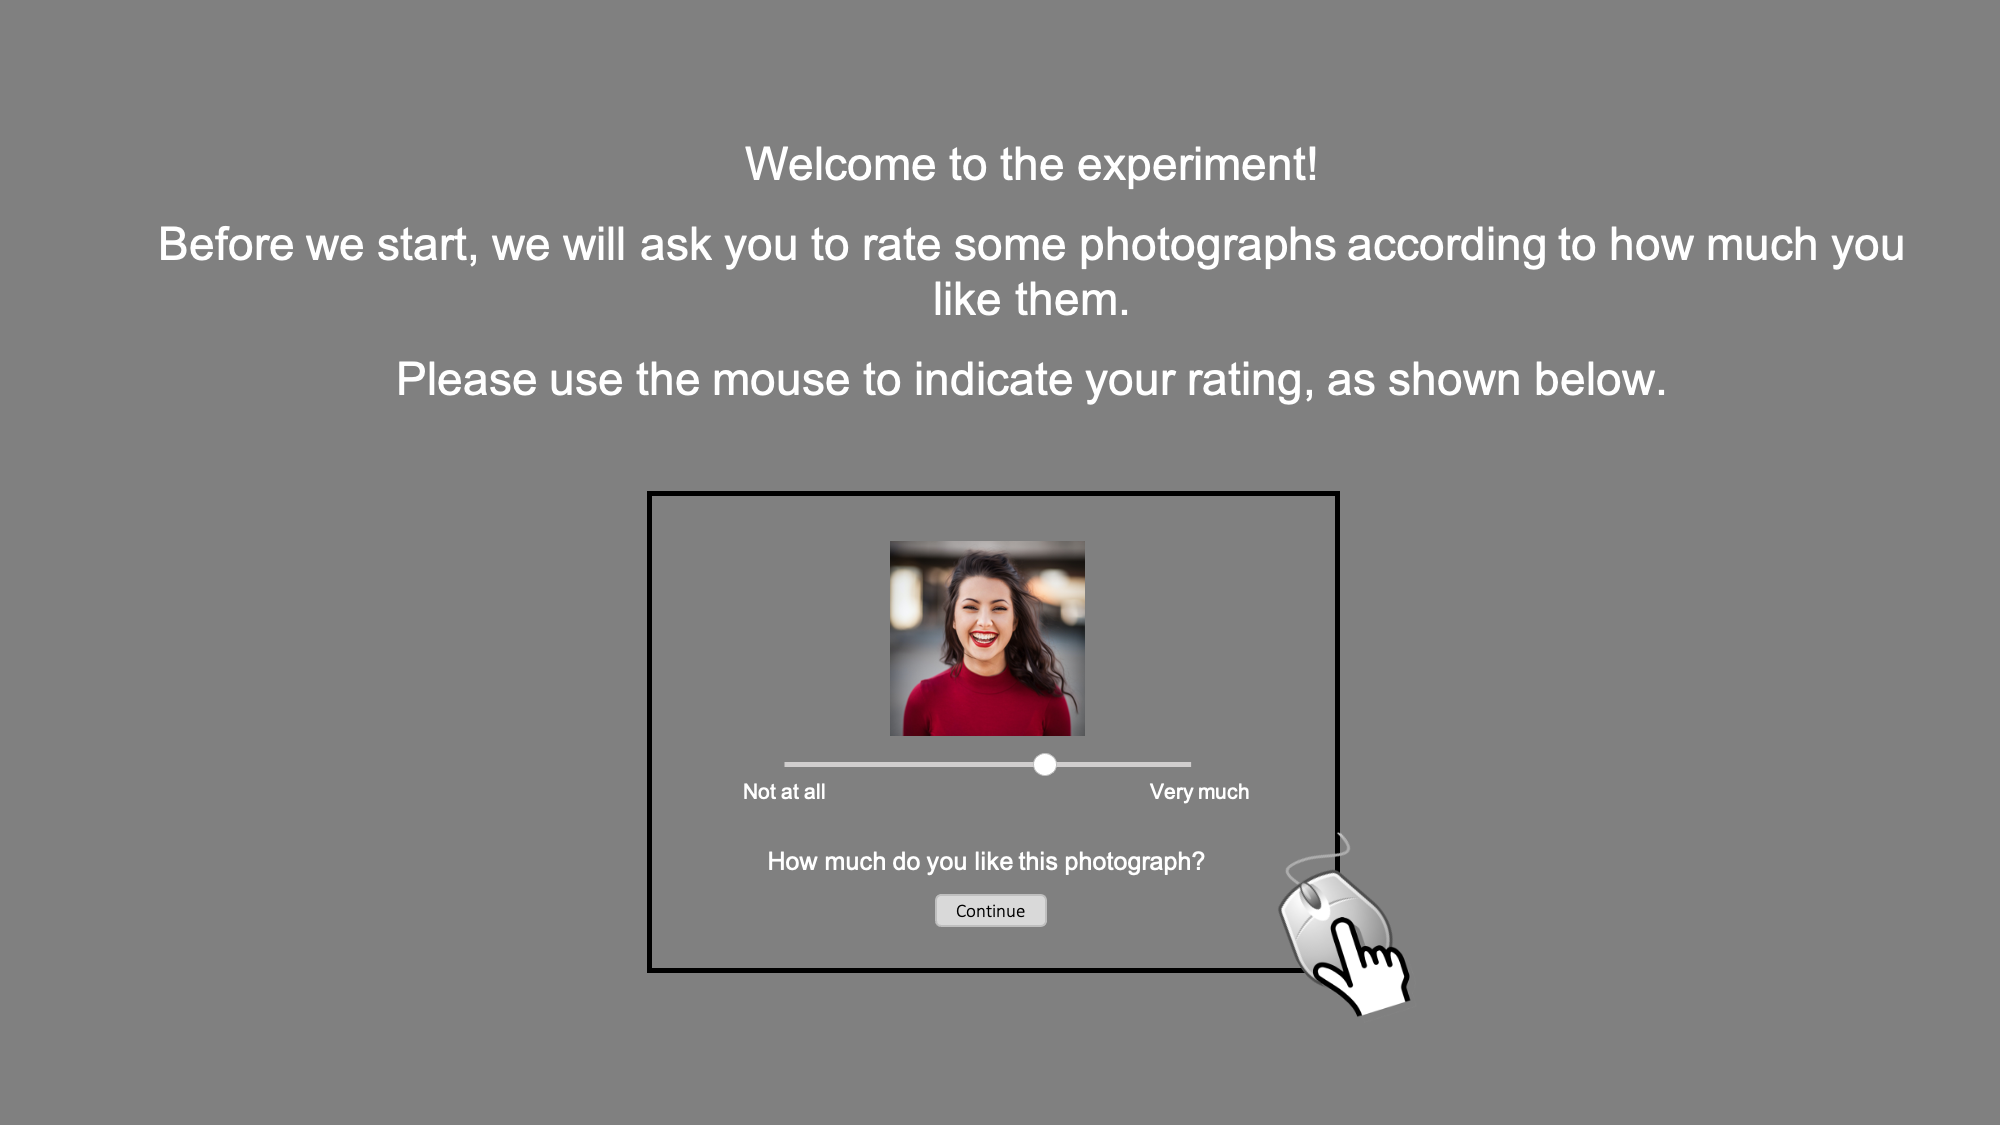 Welcome to the experiment!
Before we start, we will ask you to rate some photographs according to how much you
like them.
Please use the mouse to indicate your rating, as shown below.
Not at all
Very much
How much do you like this photograph?
Continue